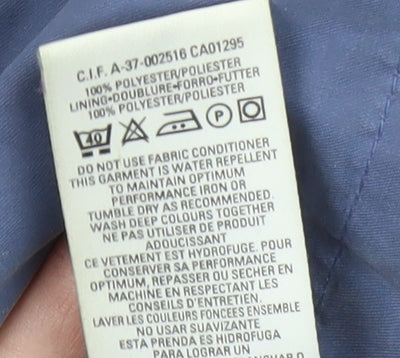 C.I.F. A-37-002516 CA01295
100% POLYESTER/POLIESTER
LINING•DOUBLURE•FORRO•FUTTER
100% POLYESTER/POLIESTER
40 P
DO NOT USE FABRIC CONDITIONER
THIS GARMENT IS WATER REPELLENT
TO MAINTAIN OPTIMUM
PERFORMANCE IRON OR
TUMBLE DRY AS RECOMMENDED.
WASH DEEP COLOURS TOGETHER
NE PAS UTILISER DE PRODUIT
ADOUCISSANT
CE VETEMENT EST HYDROFUGE. POUR
CONSERVER SA PERFORMANCE
OPTIMUM, REPASSER OU SECHER EN
MACHINE EN RESPECTANT LES
CONSEILS D'ENTRETIEN.
LAVER LES COULEURS FONCEES ENSEMBLE
NO USAR SUAVIZANTE
ESTA PRENDA ES HIDROFUGA
PARA LOGRAR UN